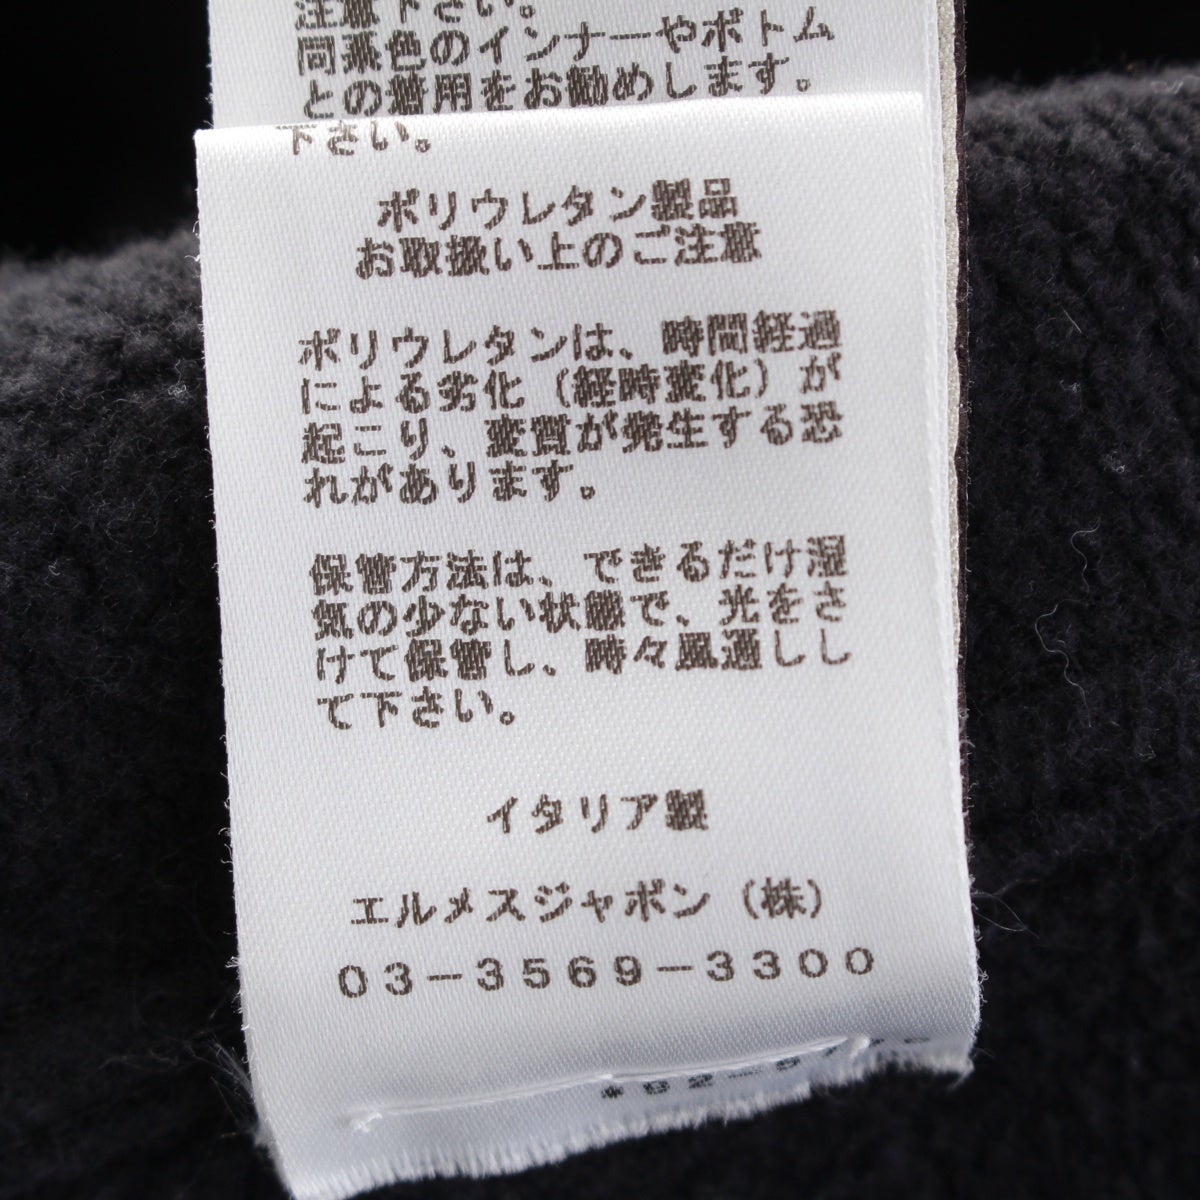 注意下さい。
同系色のインナーやボトム
との着用をお勧めします。
下さい。
ポリウレタン製品
お取扱い上のご注意
ポリウレタンは、時間経過
による劣化（経時変化）が
起こり、変質が発生する恐
れがあります。
保管方法は、できるだけ湿
気の少ない状態で、光をさ
けて保管し、時々風通しし
て下さい。
イタリア製
エルメスジャポン（株）
03-3569-3300